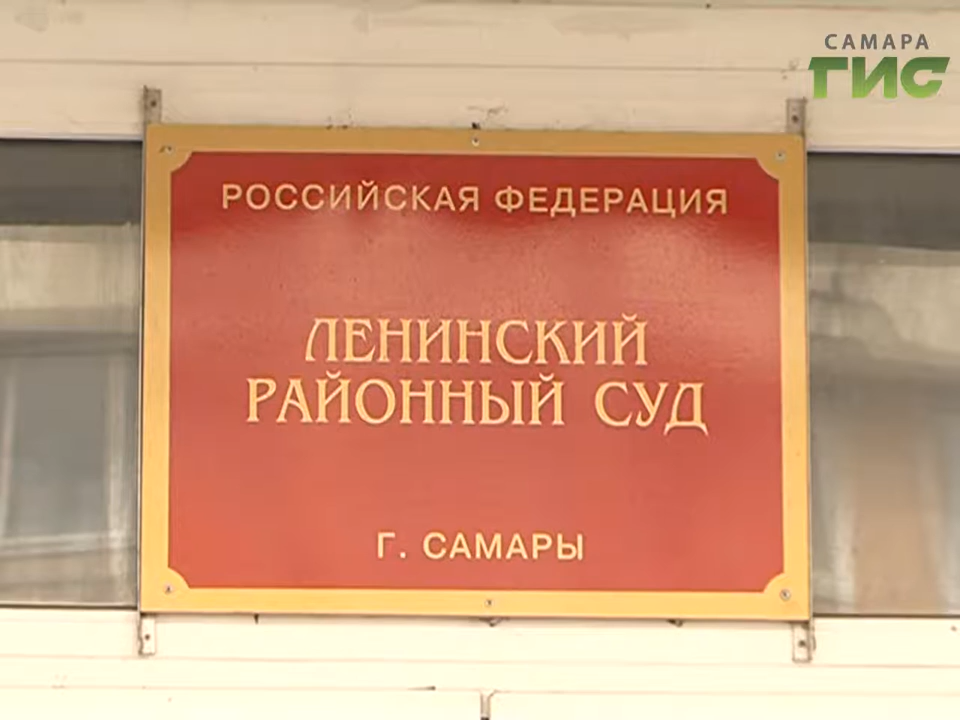 САМАРА
ГИС
РОССИЙСКАЯ ФЕДЕРАЦИЯ
ЛЕНИНСКИЙ
РАЙОННЫЙ СУД
Г. САМАРЫ